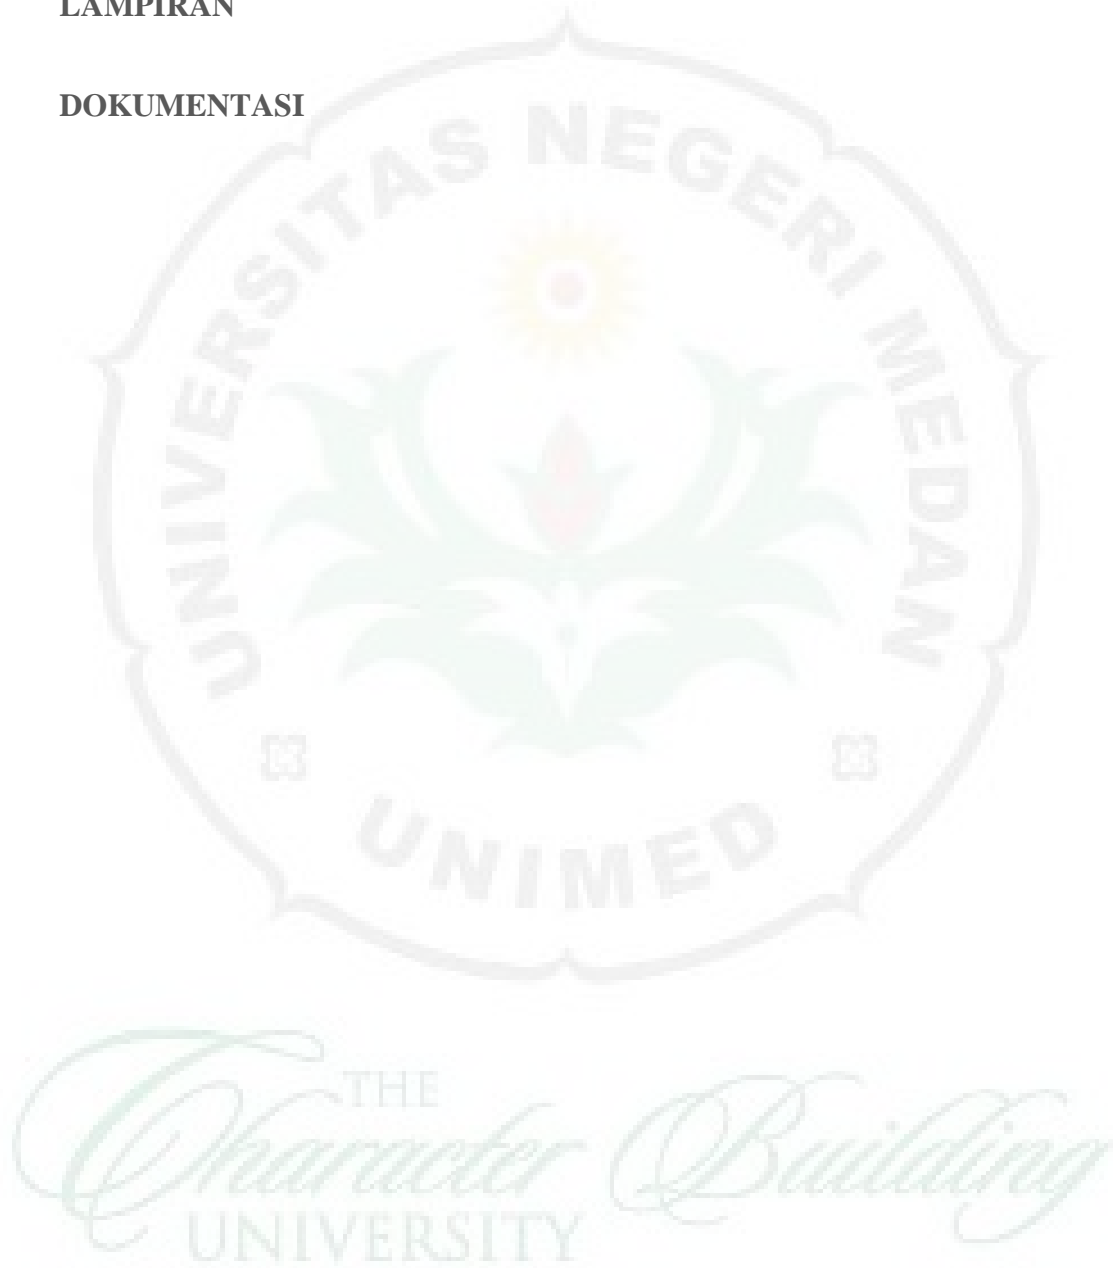 LAMPIRAN
DOKUMENTASI
UNIVERSITAS NEGERI MEDAN
UNIMED
THE
Character Building
UNIVERSITY